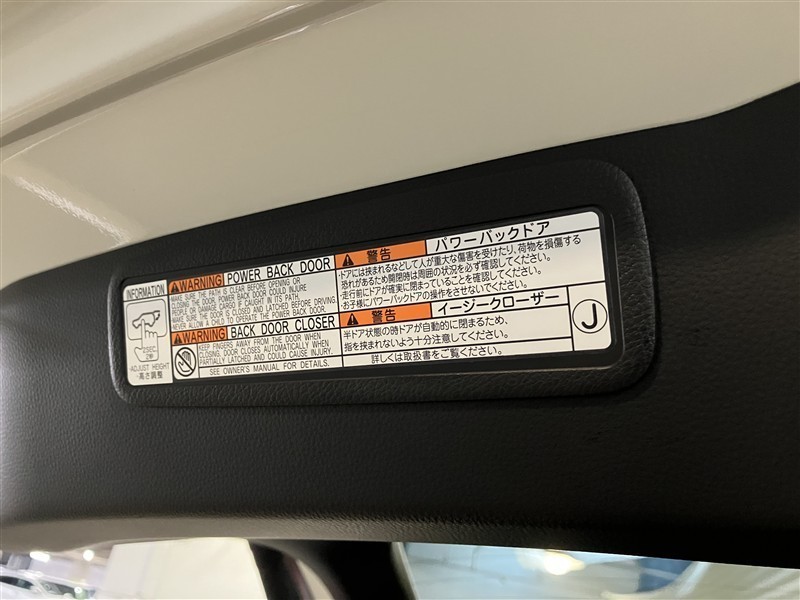 INFORMATION
2SEC
2秒
-ADJUST HEIGHT
-高さ調整
WARNING POWER BACK DOOR
MAKE SURE THE PATH IS CLEAR BEFORE OPENING OR
CLOSING THE DOOR. POWER BACK DOOR COULD INJURE
PEOPLE OR DAMAGE CARGO IF CAUGHT IN ITS PATH.
MAKE SURE THE DOOR IS CLOSED AND LATCHED BEFORE DRIVING.
NEVER ALLOW A CHILD TO OPERATE THE POWER BACK DOOR.
WARNING BACK DOOR CLOSER
KEEP FINGERS AWAY FROM THE DOOR WHEN
CLOSING. DOOR CLOSES AUTOMATICALLY WHEN
PARTIALLY LATCHED AND COULD CAUSE INJURY.
SEE OWNER'S MANUAL FOR DETAILS.
警告 パワーバックドア
・ドアには挟まれるなどして人が重大な傷害を受けたり、荷物を損傷する
恐れがあるため開閉時は周囲の状況を必ず確認してください。
・走行前にドアが確実に閉まっていることを確認してください。
・お子様にパワーバックドアの操作をさせないでください。
警告 イージークローザー
半ドア状態の時ドアが自動的に閉まるため、
指を挟まれないよう十分注意してください。
詳しくは取扱書をご覧ください。
J